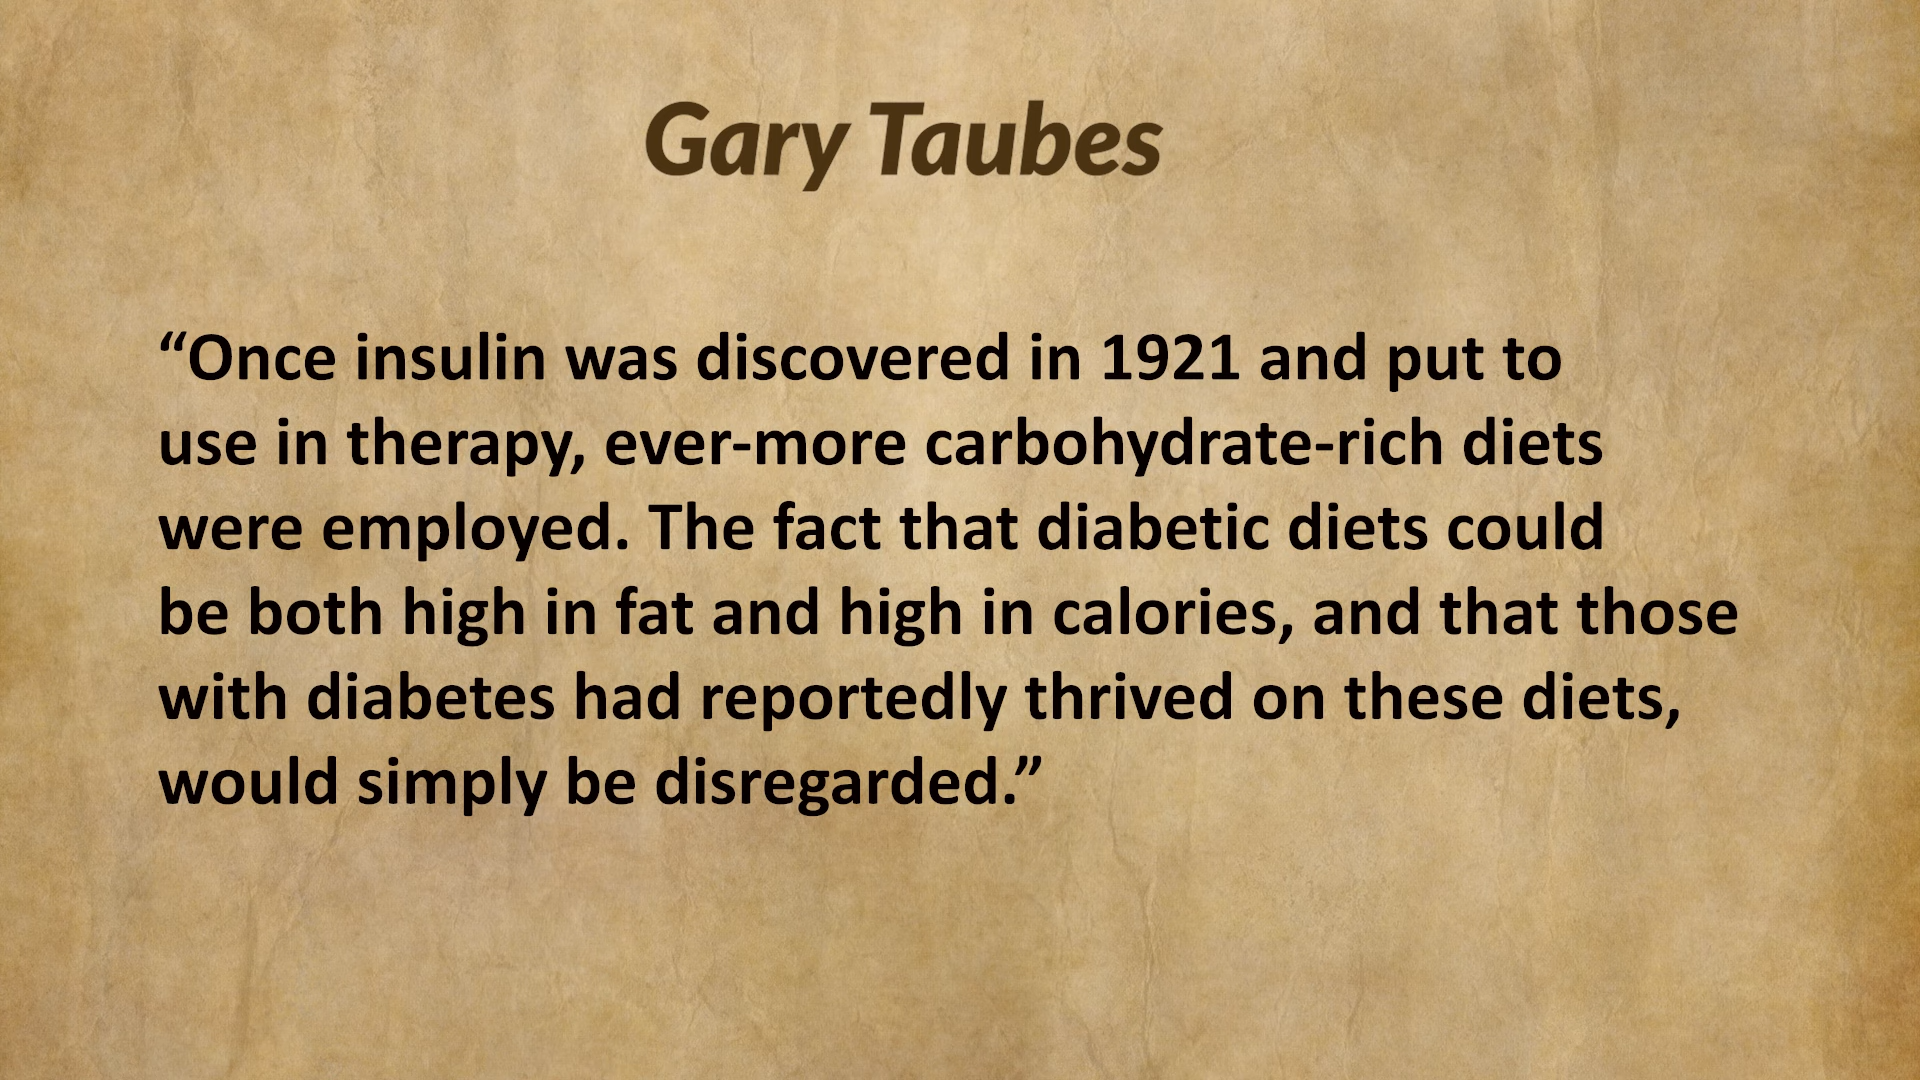 Gary Taubes
“Once insulin was discovered in 1921 and put to
use in therapy, ever-more carbohydrate-rich diets
were employed. The fact that diabetic diets could
be both high in fat and high in calories, and that those
with diabetes had reportedly thrived on these diets,
would simply be disregarded.”